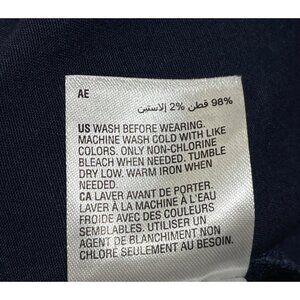 AE
98% قطن 2% إلاستين
US WASH BEFORE WEARING.
MACHINE WASH COLD WITH LIKE
COLORS. ONLY NON-CHLORINE
BLEACH WHEN NEEDED. TUMBLE
DRY LOW. WARM IRON WHEN
NEEDED.
CA LAVER AVANT DE PORTER.
LAVER À LA MACHINE À L'EAU
FROIDE AVEC DES COULEURS
SEMBLABLES. UTILISER UN
AGENT DE BLANCHIMENT NON
CHLORÉ SEULEMENT AU BESOIN.